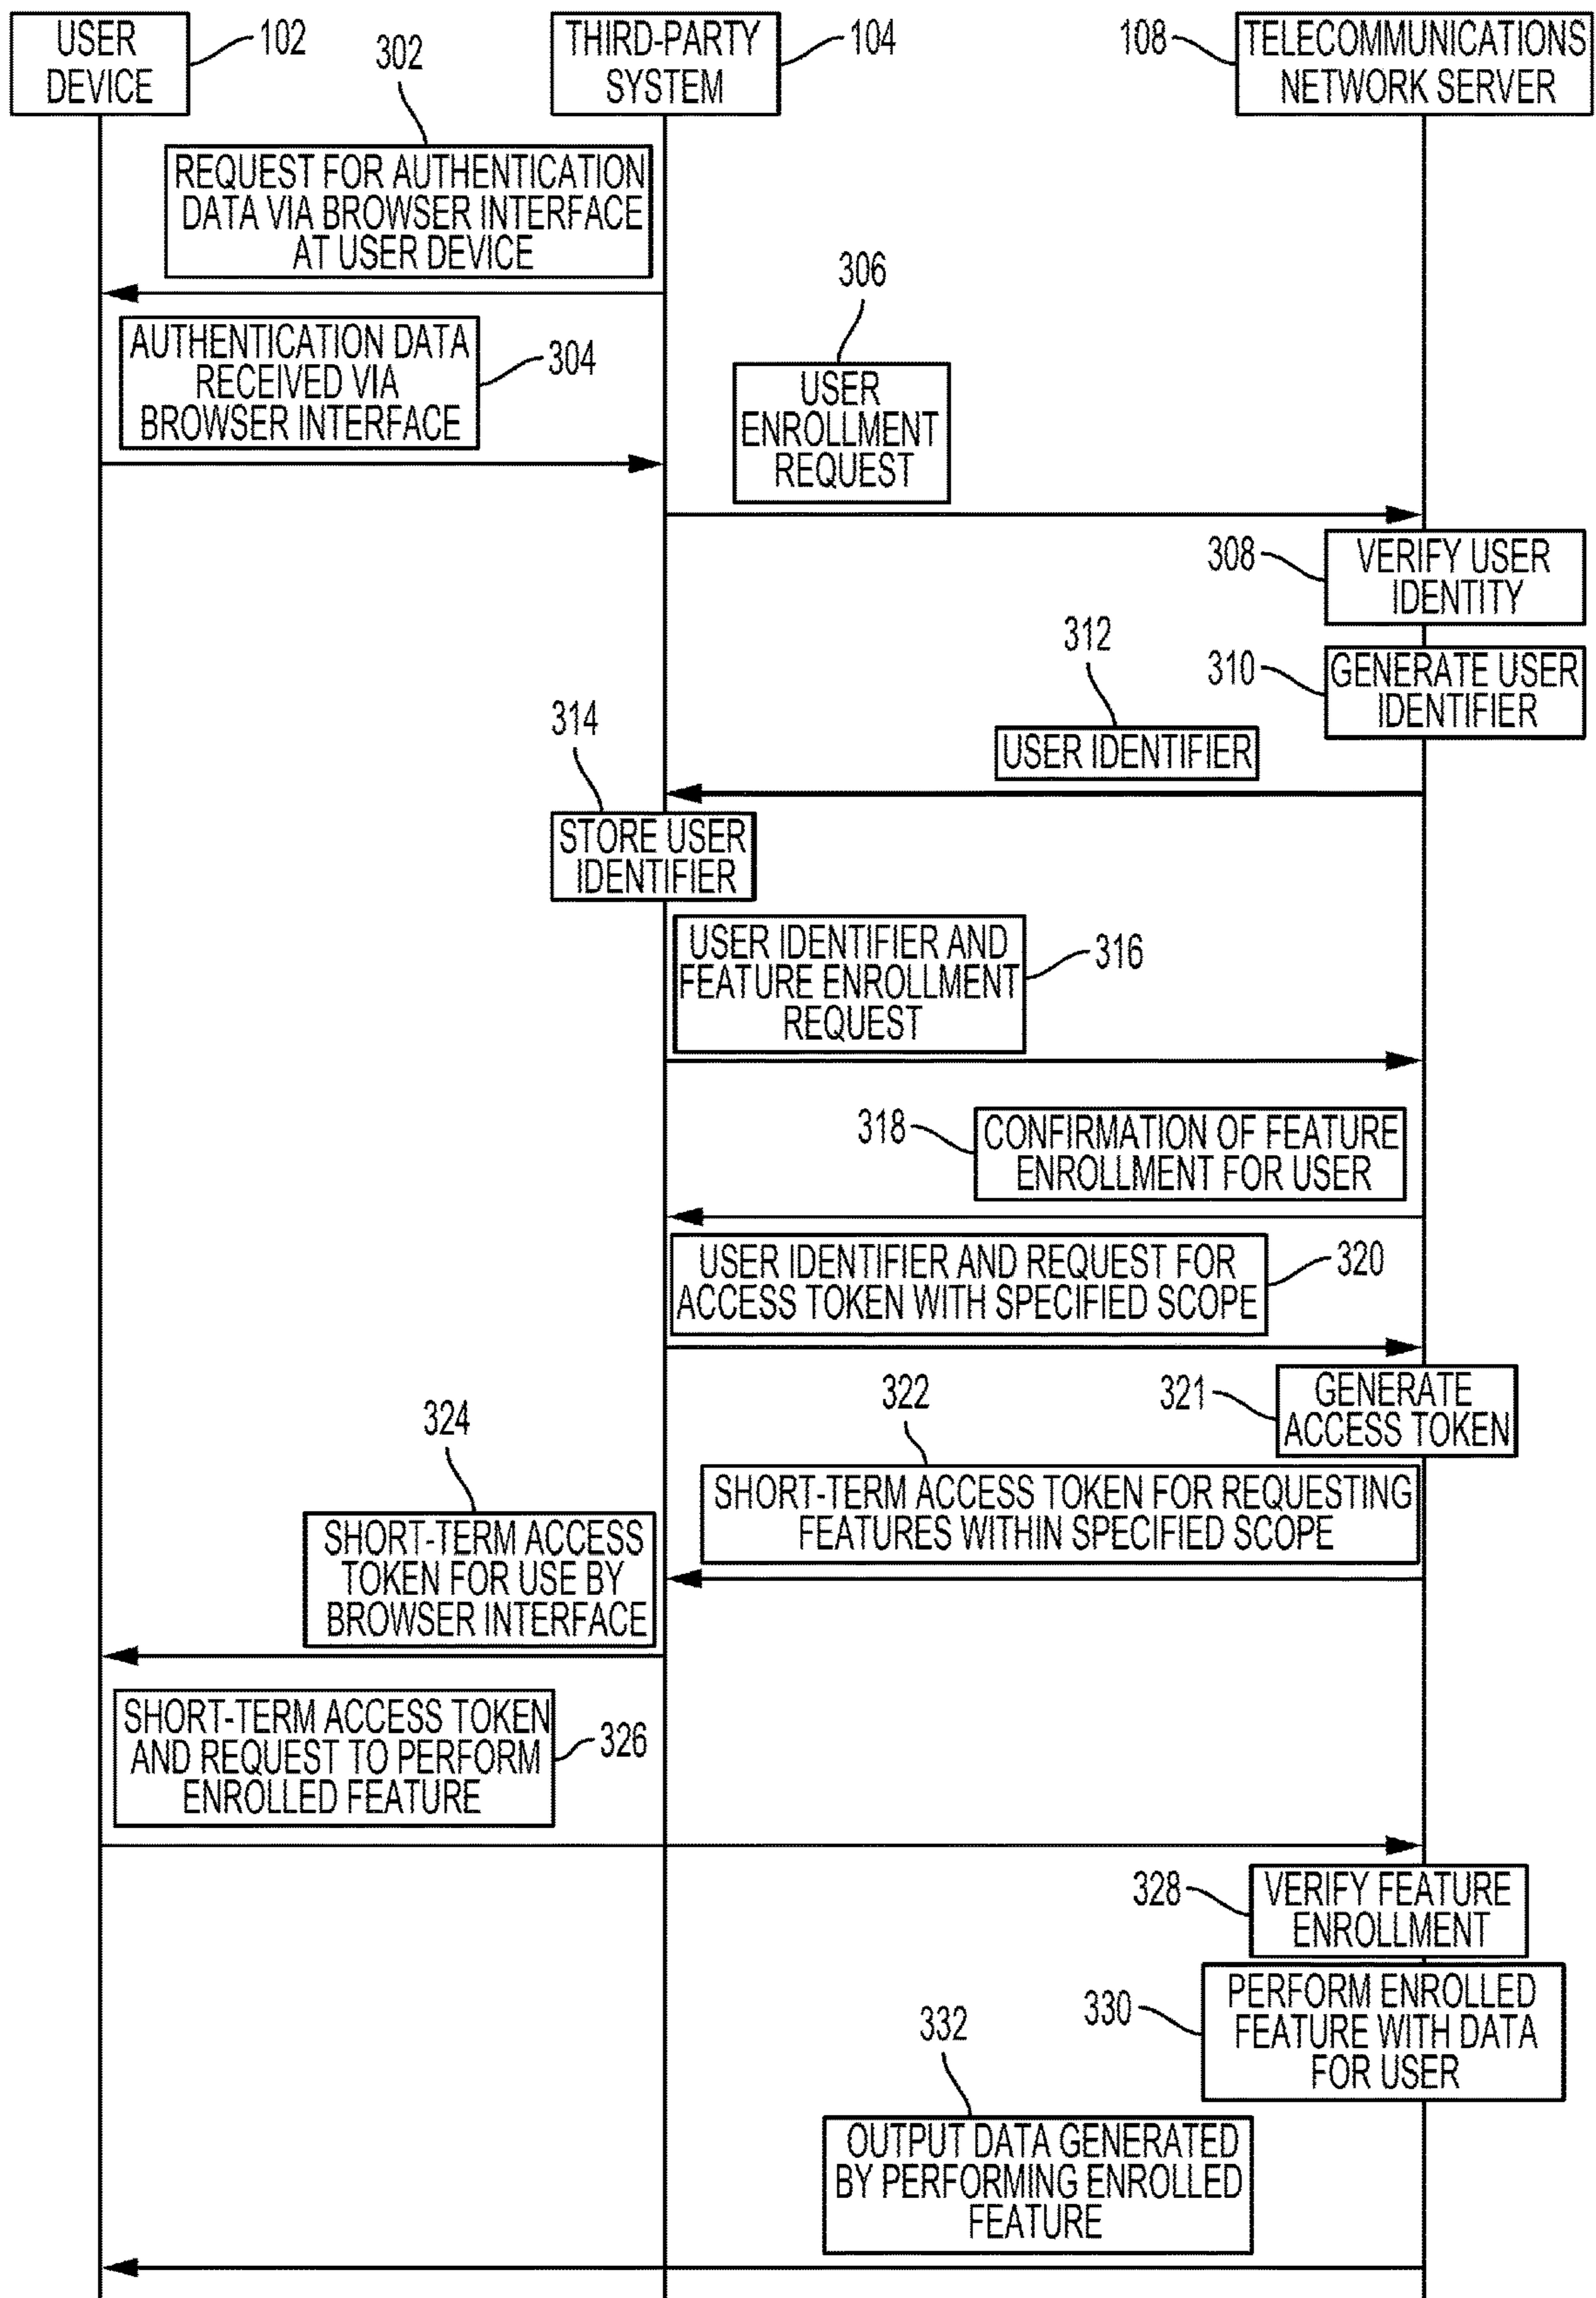 USER
DEVICE
102
THIRD-PARTY
SYSTEM
104
108
TELECOMMUNICATIONS
NETWORK SERVER
302
REQUEST FOR AUTHENTICATION
DATA VIA BROWSER INTERFACE
AT USER DEVICE
AUTHENTICATION DATA
RECEIVED VIA
BROWSER INTERFACE
304
306
USER
ENROLLMENT
REQUEST
308
VERIFY USER
IDENTITY
310
GENERATE USER
IDENTIFIER
312
USER IDENTIFIER
314
STORE USER
IDENTIFIER
USER IDENTIFIER AND
FEATURE ENROLLMENT
REQUEST
316
318
CONFIRMATION OF FEATURE
ENROLLMENT FOR USER
USER IDENTIFIER AND REQUEST FOR
ACCESS TOKEN WITH SPECIFIED SCOPE
320
321
GENERATE
ACCESS TOKEN
322
SHORT-TERM ACCESS TOKEN FOR REQUESTING
FEATURES WITHIN SPECIFIED SCOPE
324
SHORT-TERM ACCESS
TOKEN FOR USE BY
BROWSER INTERFACE
SHORT-TERM ACCESS TOKEN
AND REQUEST TO PERFORM
ENROLLED FEATURE
326
328
VERIFY FEATURE
ENROLLMENT
330
PERFORM ENROLLED
FEATURE WITH DATA
FOR USER
332
OUTPUT DATA GENERATED
BY PERFORMING ENROLLED
FEATURE